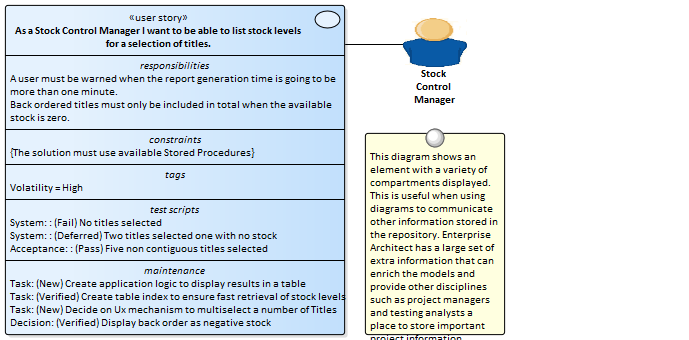 «user story»
As a Stock Control Manager I want to be able to list stock levels
for a selection of titles.
responsibilities
A user must be warned when the report generation time is going to be
more than one minute.
Back ordered titles must only be included in total when the available
stock is zero.
constraints
{The solution must use available Stored Procedures}
tags
Volatility = High
test scripts
System: : (Fail) No titles selected
System: : (Deferred) Two titles selected one with no stock
Acceptance: : (Pass) Five non contiguous titles selected
maintenance
Task: (New) Create application logic to display results in a table
Task: (Verified) Create table index to ensure fast retrieval of stock levels
Task: (New) Decide on Ux mechanism to multiselect a number of Titles
Decision: (Verified) Display back order as negative stock
Stock
Control
Manager
This diagram shows an
element with a variety of
compartments displayed.
This is useful when using
diagrams to communicate
other information stored in
the repository. Enterprise
Architect has a large set of
extra information that can
enrich the models and
provide other disciplines
such as project managers
and testing analysts a
place to store important
project information